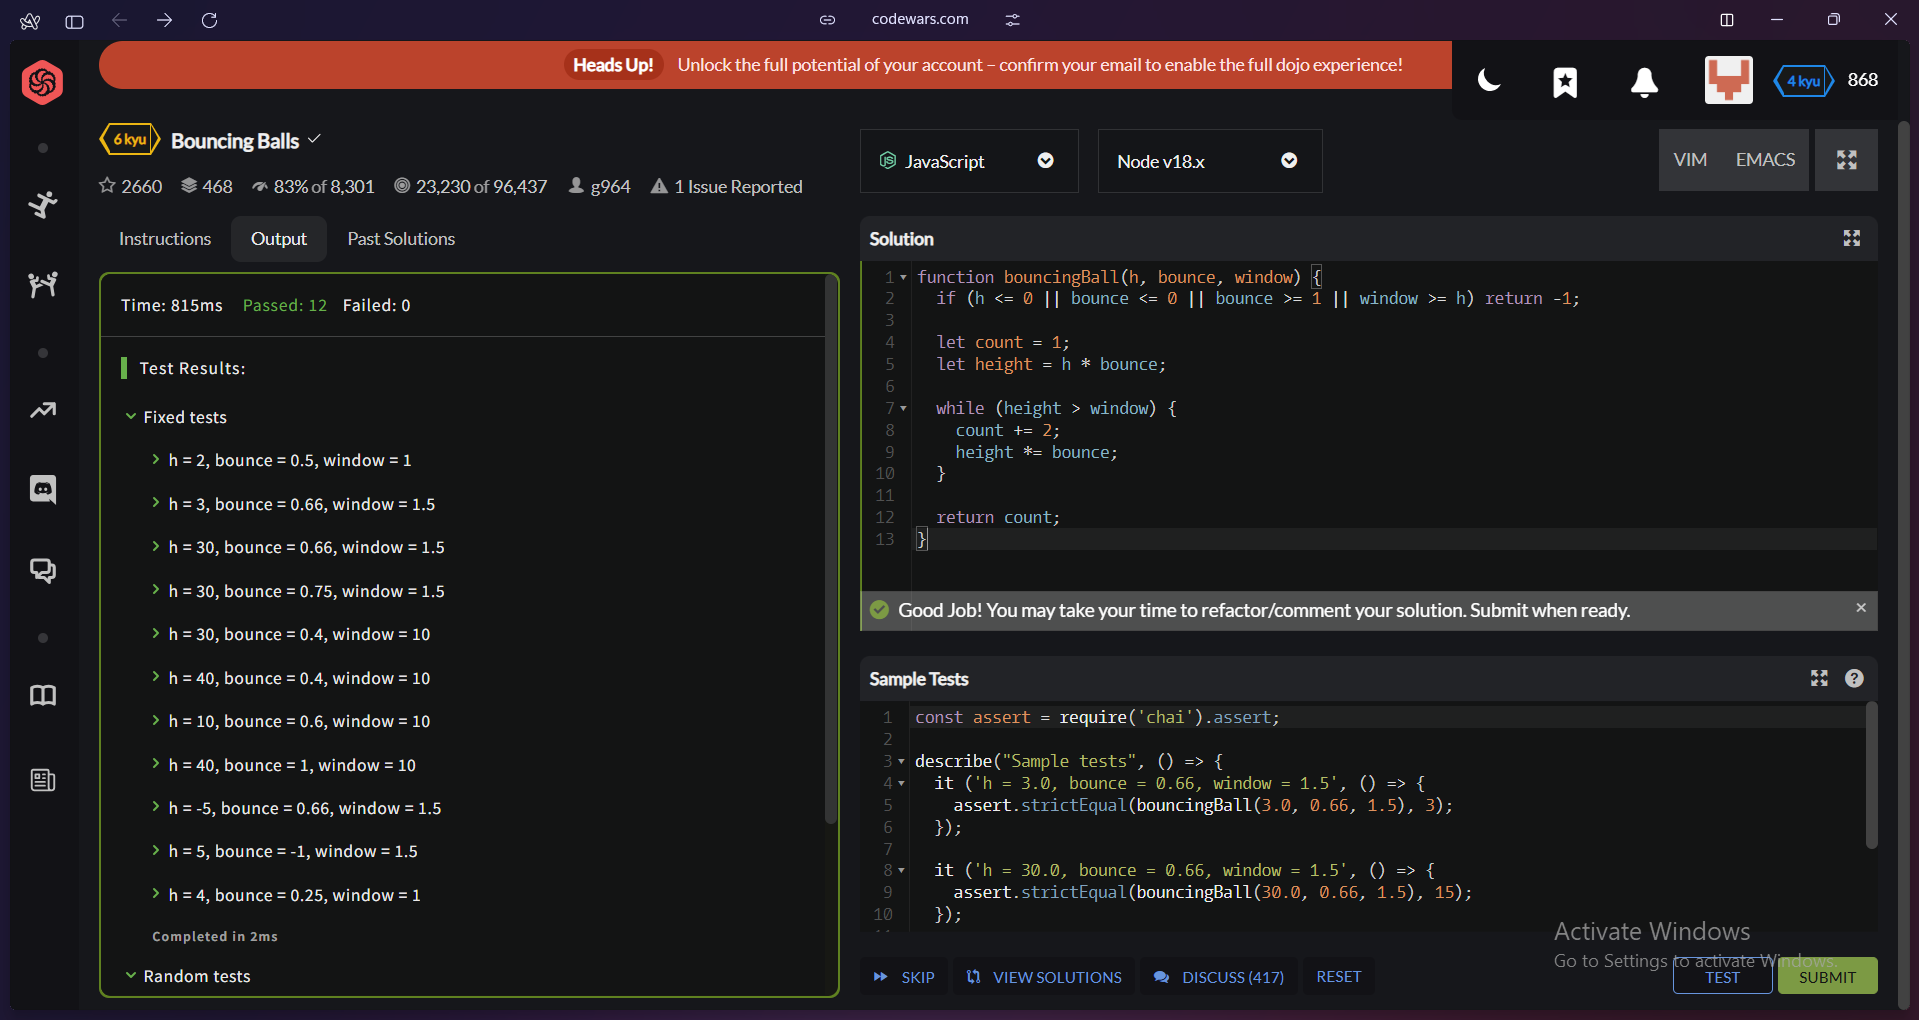 codewars.com
Heads Up! Unlock the full potential of your account – confirm your email to enable the full dojo experience!
4 kyu 868
6 kyu Bouncing Balls
2660 468 83% of 8,301 23,230 of 96,437 g964 1 Issue Reported
JavaScript
Node v18.x
VIM EMACS
Instructions Output Past Solutions
Time: 815ms Passed: 12 Failed: 0
Test Results:
Fixed tests
h = 2, bounce = 0.5, window = 1
h = 3, bounce = 0.66, window = 1.5
h = 30, bounce = 0.66, window = 1.5
h = 30, bounce = 0.75, window = 1.5
h = 30, bounce = 0.4, window = 10
h = 40, bounce = 0.4, window = 10
h = 10, bounce = 0.6, window = 10
h = 40, bounce = 1, window = 10
h = -5, bounce = 0.66, window = 1.5
h = 5, bounce = -1, window = 1.5
h = 4, bounce = 0.25, window = 1
Completed in 2ms
Random tests
Solution
1 function bouncingBall(h, bounce, window) {
2 if (h <= 0 || bounce <= 0 || bounce >= 1 || window >= h) return -1;
3
4 let count = 1;
5 let height = h * bounce;
6
7 while (height > window) {
8 count += 2;
9 height *= bounce;
10 }
11
12 return count;
13 }
Good Job! You may take your time to refactor/comment your solution. Submit when ready.
Sample Tests
1 const assert = require('chai').assert;
2
3 describe("Sample tests", () => {
4 it ('h = 3.0, bounce = 0.66, window = 1.5', () => {
5 assert.strictEqual(bouncingBall(3.0, 0.66, 1.5), 3);
6 });
7
8 it ('h = 30.0, bounce = 0.66, window = 1.5', () => {
9 assert.strictEqual(bouncingBall(30.0, 0.66, 1.5), 15);
10 });
Activate Windows
Go to Settings to activate Windows.
SKIP VIEW SOLUTIONS DISCUSS (417) RESET TEST SUBMIT